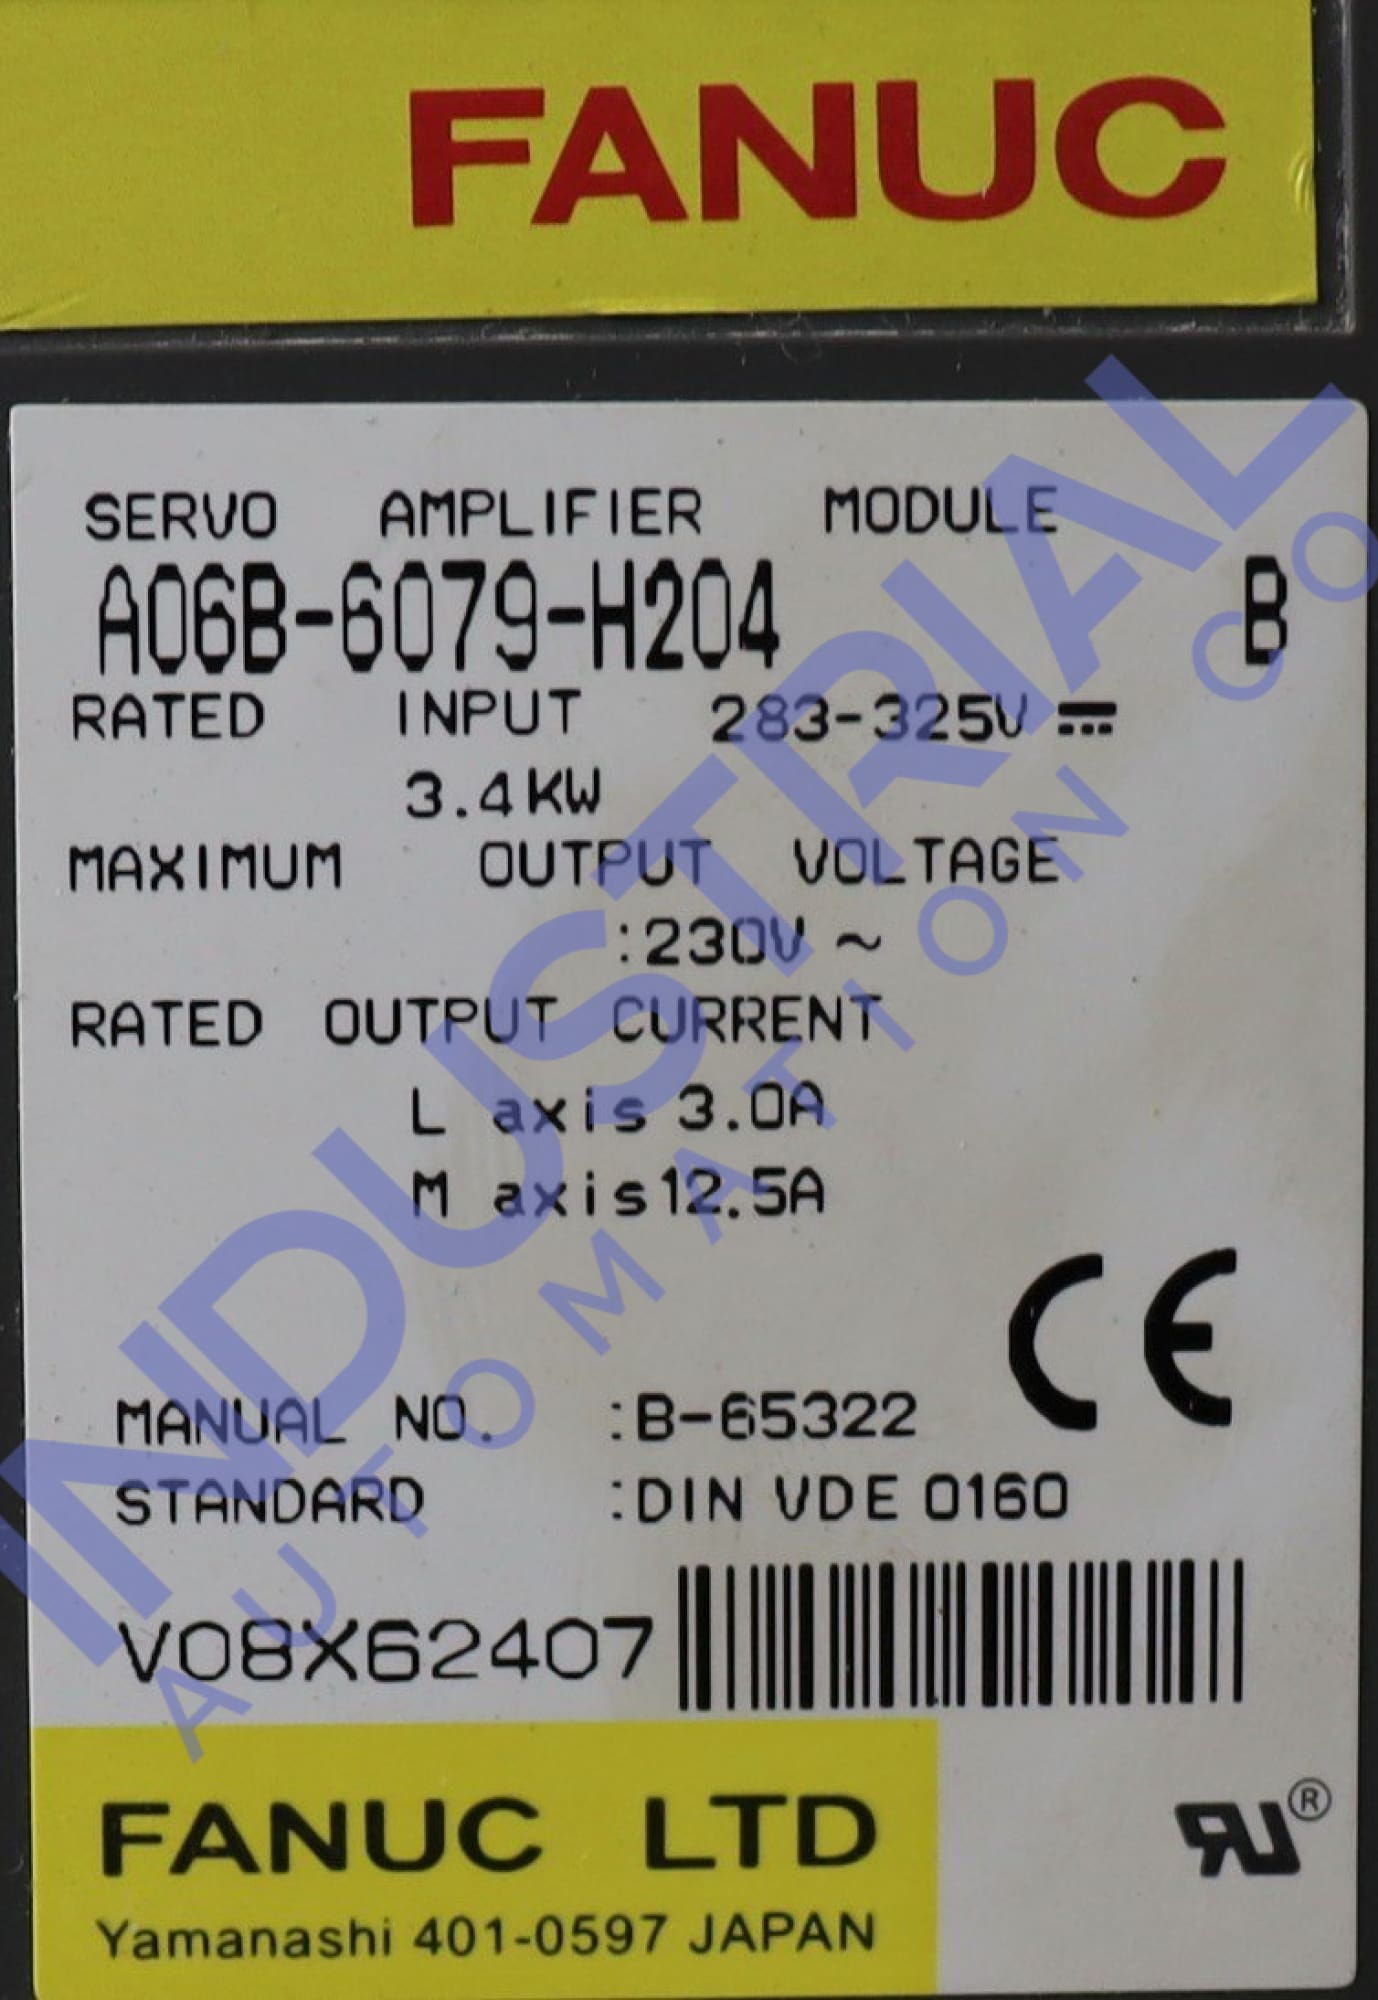 FANUC
SERVO AMPLIFIER MODULE
A06B-6079-H204 B
RATED INPUT 283-325V ⎓
3.4KW
MAXIMUM OUTPUT VOLTAGE
:230V ~
RATED OUTPUT CURRENT
L axis 3.0A
M axis 12.5A
CE
MANUAL NO. :B-65322
STANDARD :DIN VDE 0160
V08X62407
FANUC LTD
Yamanashi 401-0597 JAPAN
RU®
INDUSTRIAL
AUTOMATION CO